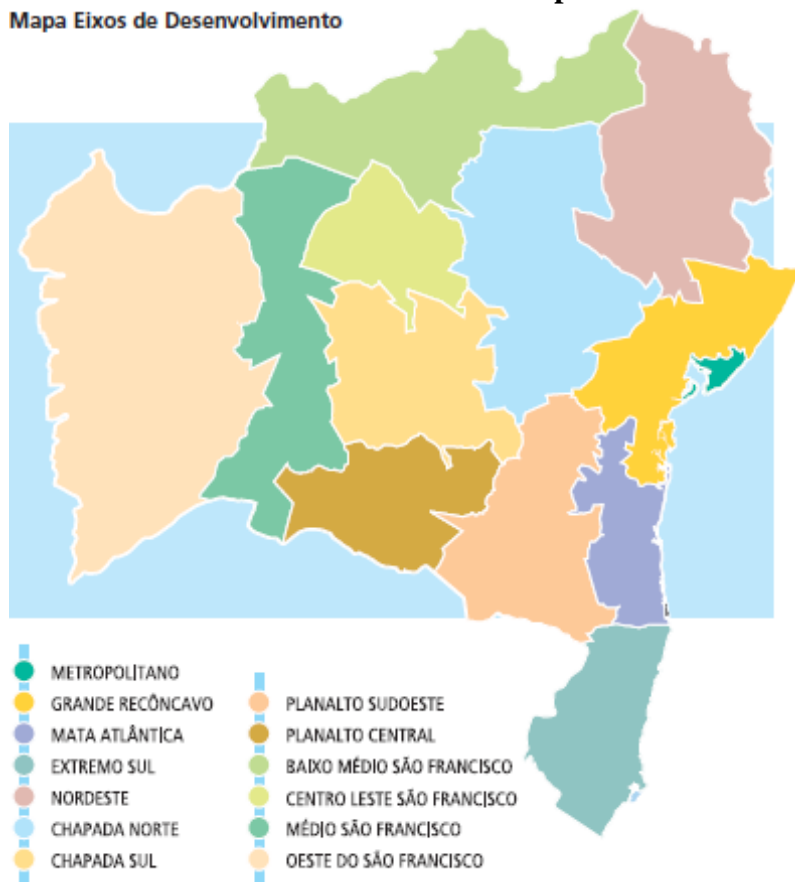 Mapa Eixos de Desenvolvimento
METROPOLITANO
GRANDE RECÔNCAVO
MATA ATLÂNTICA
EXTREMO SUL
NORDESTE
CHAPADA NORTE
CHAPADA SUL
PLANALTO SUDOESTE
PLANALTO CENTRAL
BAIXO MÉDIO SÃO FRANCISCO
CENTRO LESTE SÃO FRANCISCO
MÉDIO SÃO FRANCISCO
OESTE DO SÃO FRANCISCO